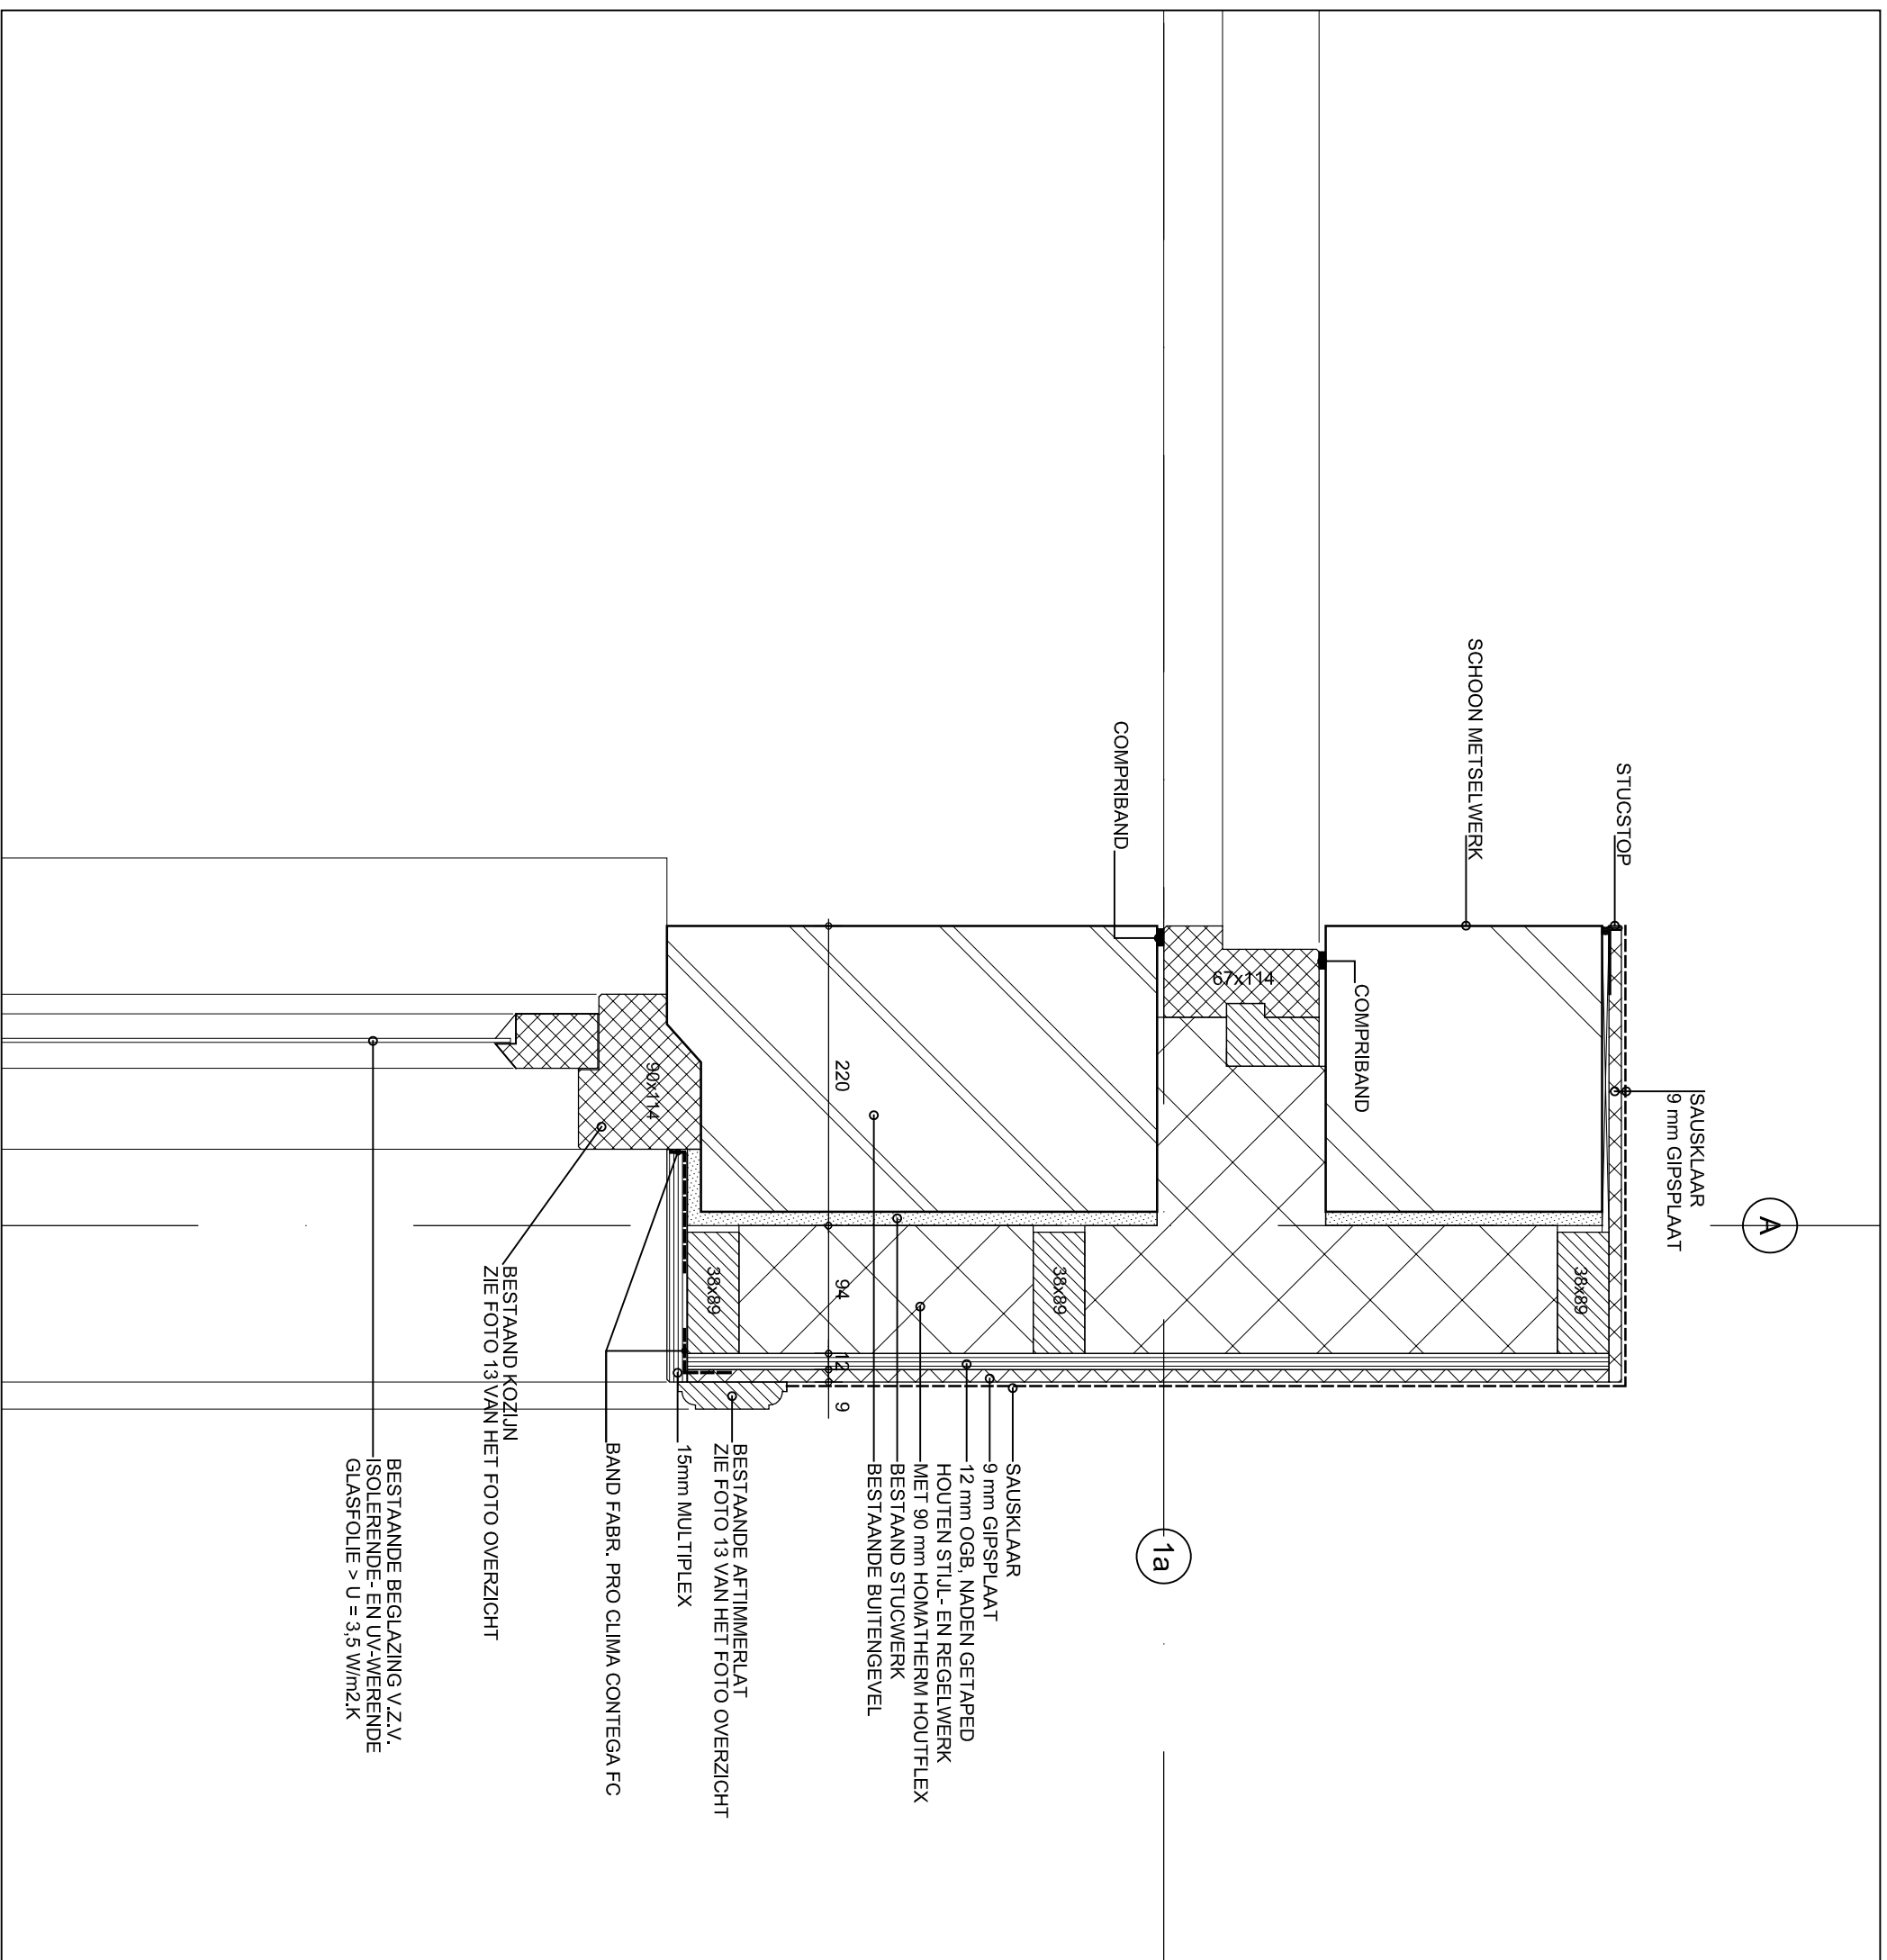 SAUSKLAAR
9 mm GIPSPLAAT
A
STUCSTOP
SCHOON METSELWERK
COMPRIBAND
COMPRIBAND
67x114
38x89
38x89
38x89
1a
90x114
220
94
12
9
SAUSKLAAR
9 mm GIPSPLAAT
12 mm OGB, NADEN GETAPED
HOUTEN STIJL- EN REGELWERK
MET 90 mm HOMATHERM HOUTFLEX
BESTAAND STUCWERK
BESTAANDE BUITENGEVEL
BESTAANDE AFTIMMERLAT
ZIE FOTO 13 VAN HET FOTO OVERZICHT
15mm MULTIPLEX
BAND FABR. PRO CLIMA CONTEGA FC
BESTAAND KOZIJN
ZIE FOTO 13 VAN HET FOTO OVERZICHT
BESTAANDE BEGLAZING V.Z.V.
ISOLERENDE- EN UV-WERENDE
GLASFOLIE > U = 3,5 W/m2.K